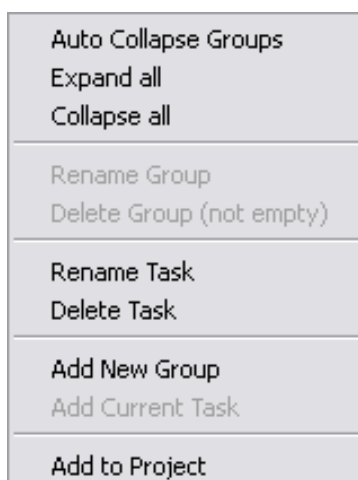 Auto Collapse Groups
Expand all
Collapse all
Rename Group
Delete Group (not empty)
Rename Task
Delete Task
Add New Group
Add Current Task
Add to Project